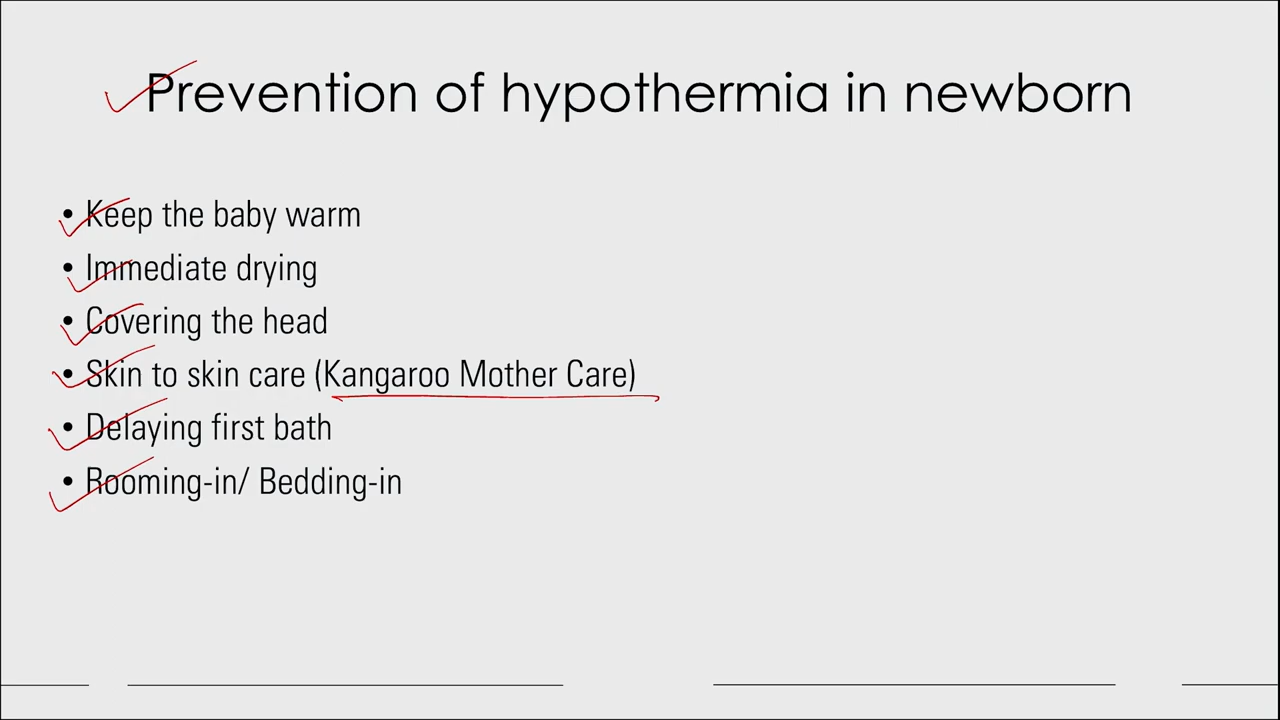 Prevention of hypothermia in newborn
• Keep the baby warm
• Immediate drying
• Covering the head
• Skin to skin care (Kangaroo Mother Care)
• Delaying first bath
• Rooming-in/ Bedding-in